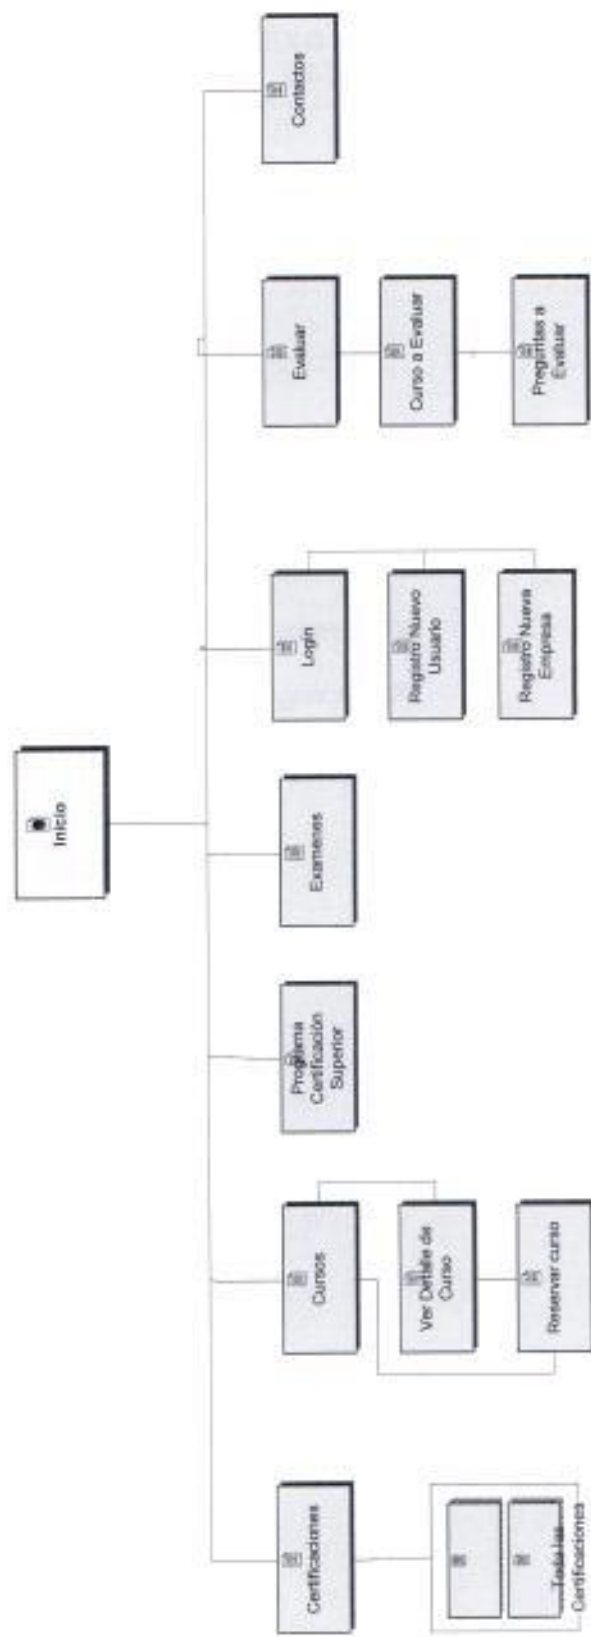 Inicio
Certificaciones
Cursos
Programa
Certificación
Superior
Examenes
Login
Evaluar
Contactos
Toda las
Certificaciones
Ver Detalle de
Curso
Reservar curso
Registro Nuevo
Usuario
Registro Nueva
Empresa
Curso a Evaluar
Preguntas a
Evaluar